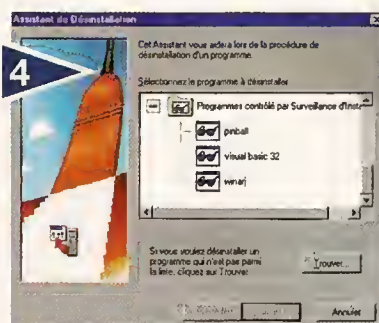 Assistant de Désinstallation
4
Cet Assistant vous aidera lors de la procédure de
désinstallation d'un programme.
Sélectionnez le programme à désinstaller
Programmes contrôlé par Surveillance d'Instal
pinball
visual basic 32
winarj
Si vous voulez désinstaller un
programme qui n'est pas parmi
la liste, cliquez sur Trouver.
Trouver...
Annuler